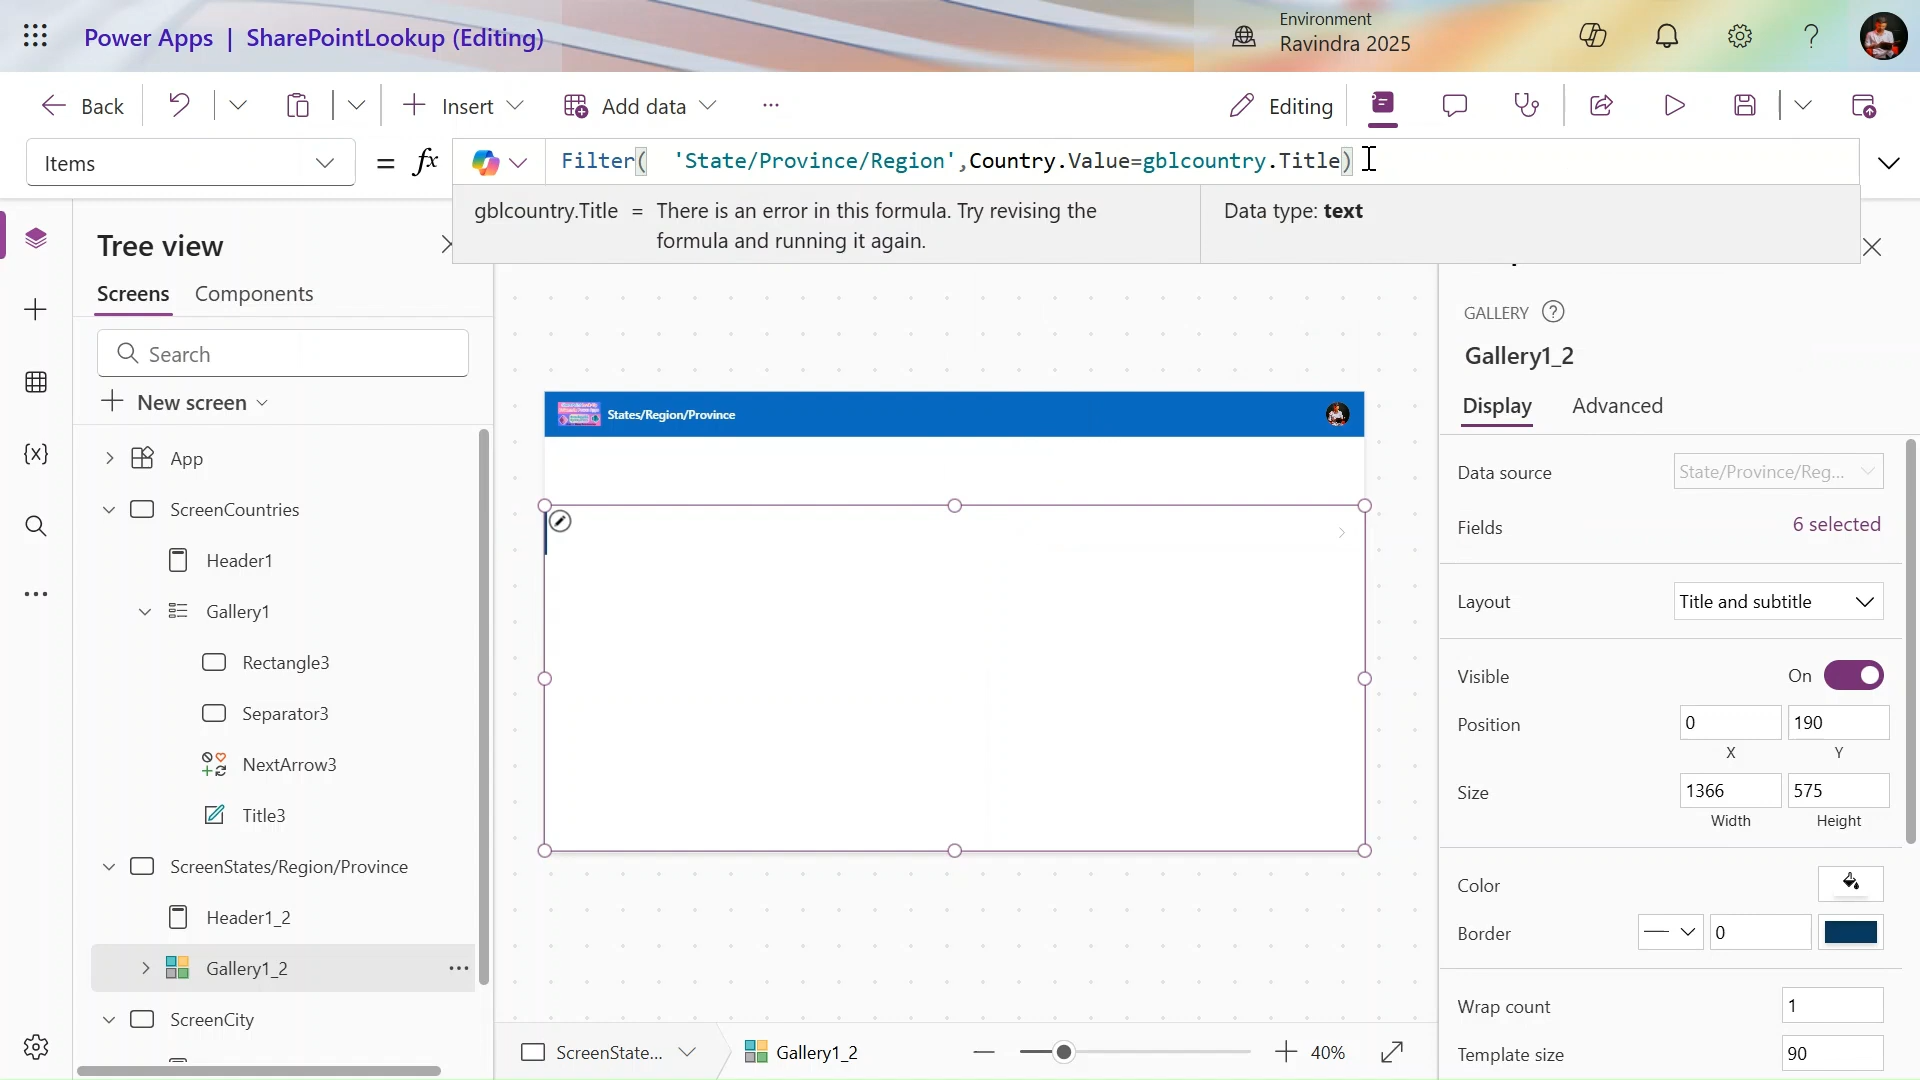 Power Apps | SharePointLookup (Editing)
Environment
Ravindra 2025
Back
Insert
Add data
Editing
Items
= fx
Filter(  'State/Province/Region',Country.Value=gblcountry.Title)
gblcountry.Title = There is an error in this formula. Try revising the
formula and running it again.
Data type: text
Tree view
Screens
Components
Search
New screen
App
ScreenCountries
Header1
Gallery1
Rectangle3
Separator3
NextArrow3
Title3
ScreenStates/Region/Province
Header1_2
Gallery1_2
ScreenCity
States/Region/Province
ScreenState...
Gallery1_2
40%
GALLERY
Gallery1_2
Display
Advanced
Data source
State/Province/Reg...
Fields
6 selected
Layout
Title and subtitle
Visible
On
Position
0
190
X
Y
Size
1366
575
Width
Height
Color
Border
0
Wrap count
1
Template size
90